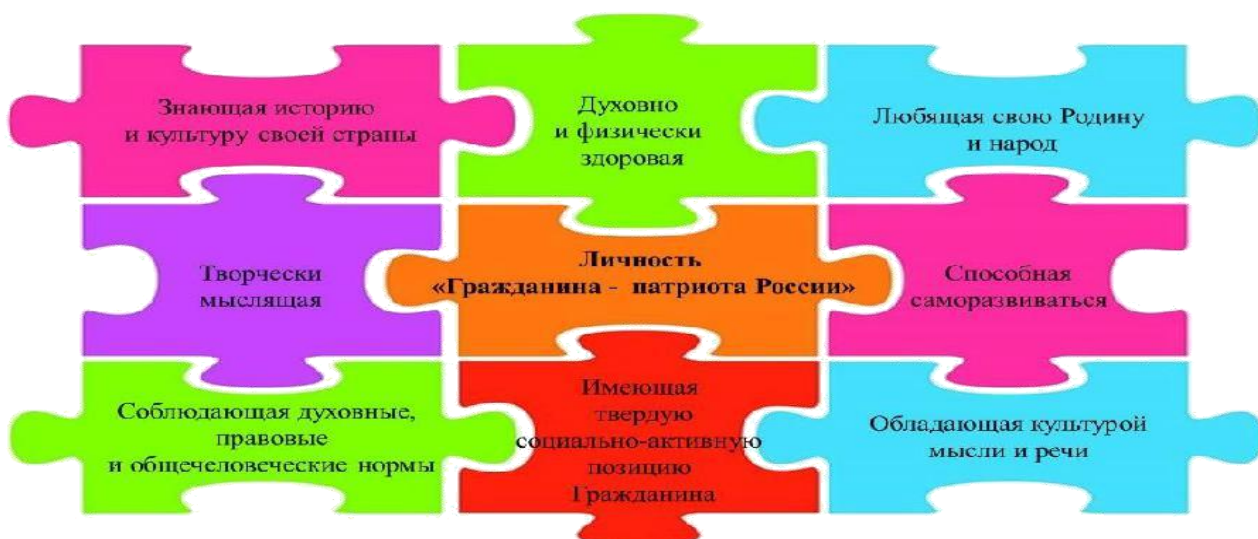 Знающая историю
и культуру своей страны
Духовно
и физически
здоровая
Любящая свою Родину
и народ
Творчески
мыслящая
Личность
«Гражданина - патриота России»
Способная
саморазвиваться
Соблюдающая духовные,
правовые
и общечеловеческие нормы
Имеющая
твердую
социально-активную
позицию
Гражданина
Обладающая культурой
мысли и речи